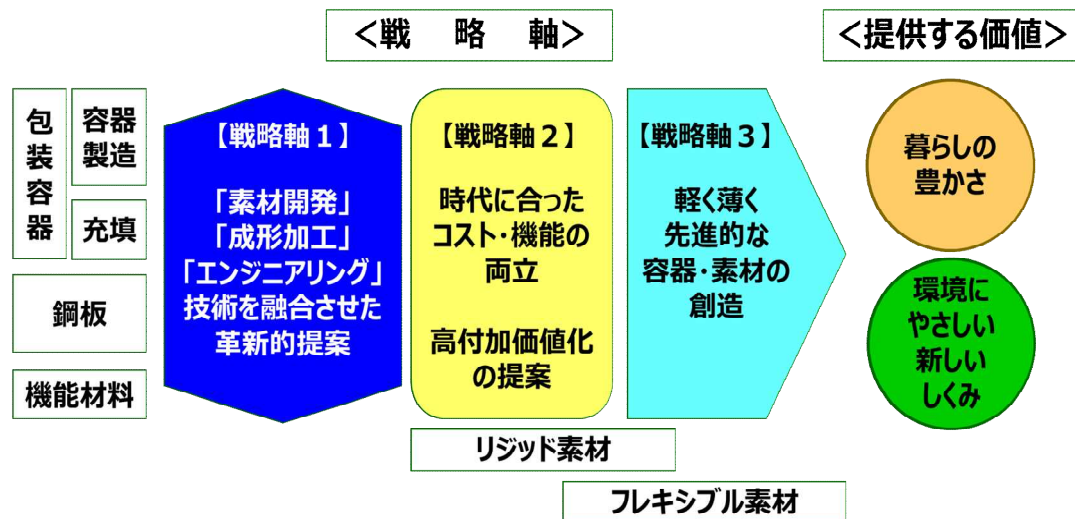 <戦　略　軸>
<提供する価値>
包
装
容
器
容器
製造
充填
鋼板
機能材料
【戦略軸１】
「素材開発」
「成形加工」
「エンジニアリング」
技術を融合させた
革新的提案
【戦略軸２】
時代に合った
コスト・機能の
両立
高付加価値化
の提案
【戦略軸３】
軽く薄く
先進的な
容器・素材の
創造
暮らしの
豊かさ
環境に
やさしい
新しい
しくみ
リジッド素材
フレキシブル素材